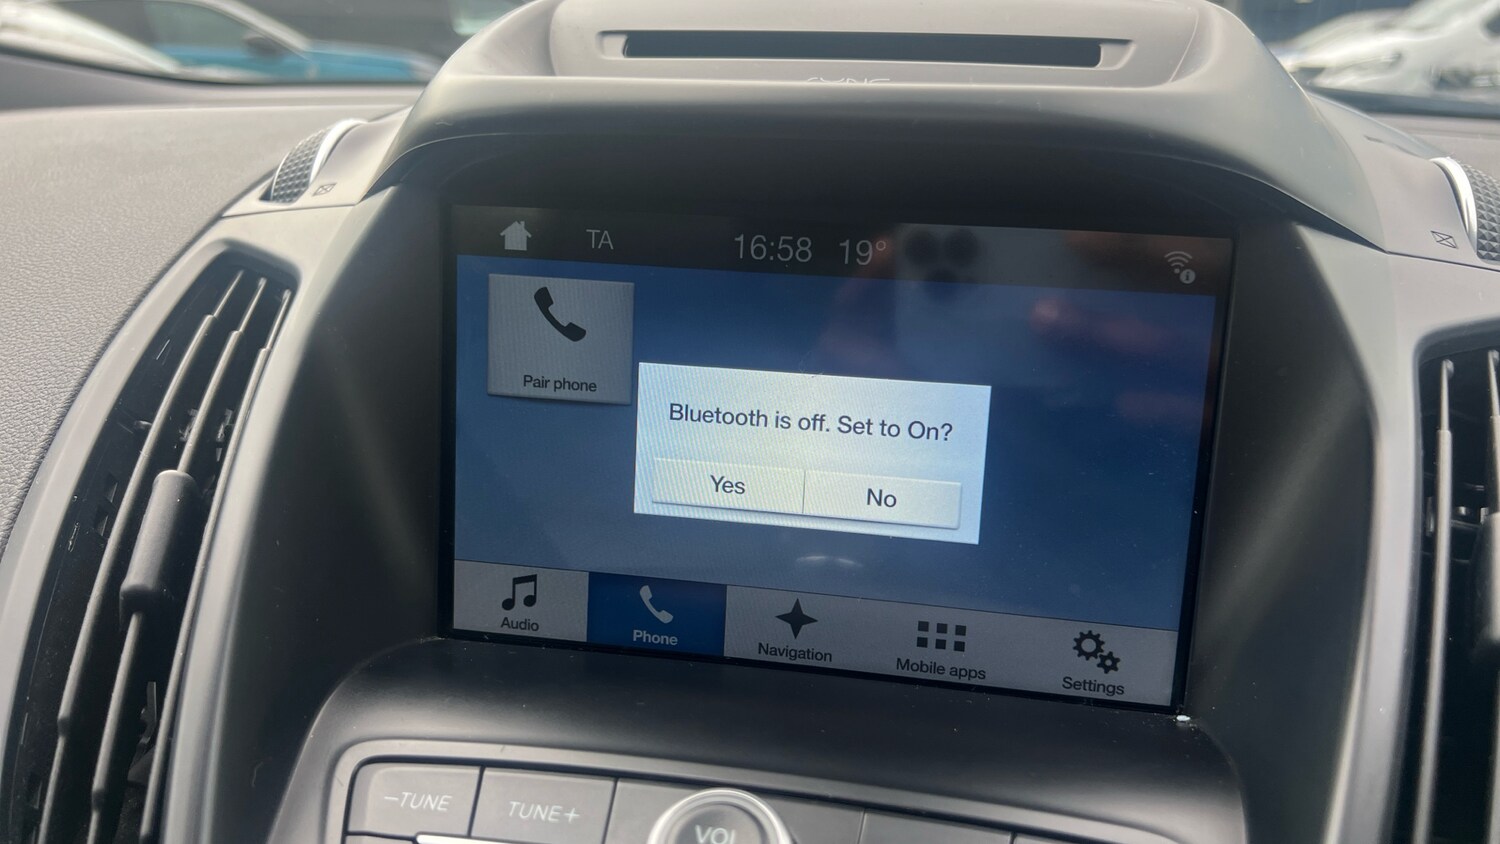 TA 16:58 19°
Pair phone
Bluetooth is off. Set to On?
Yes No
Audio Phone Navigation Mobile apps Settings
-TUNE TUNE+ VOL